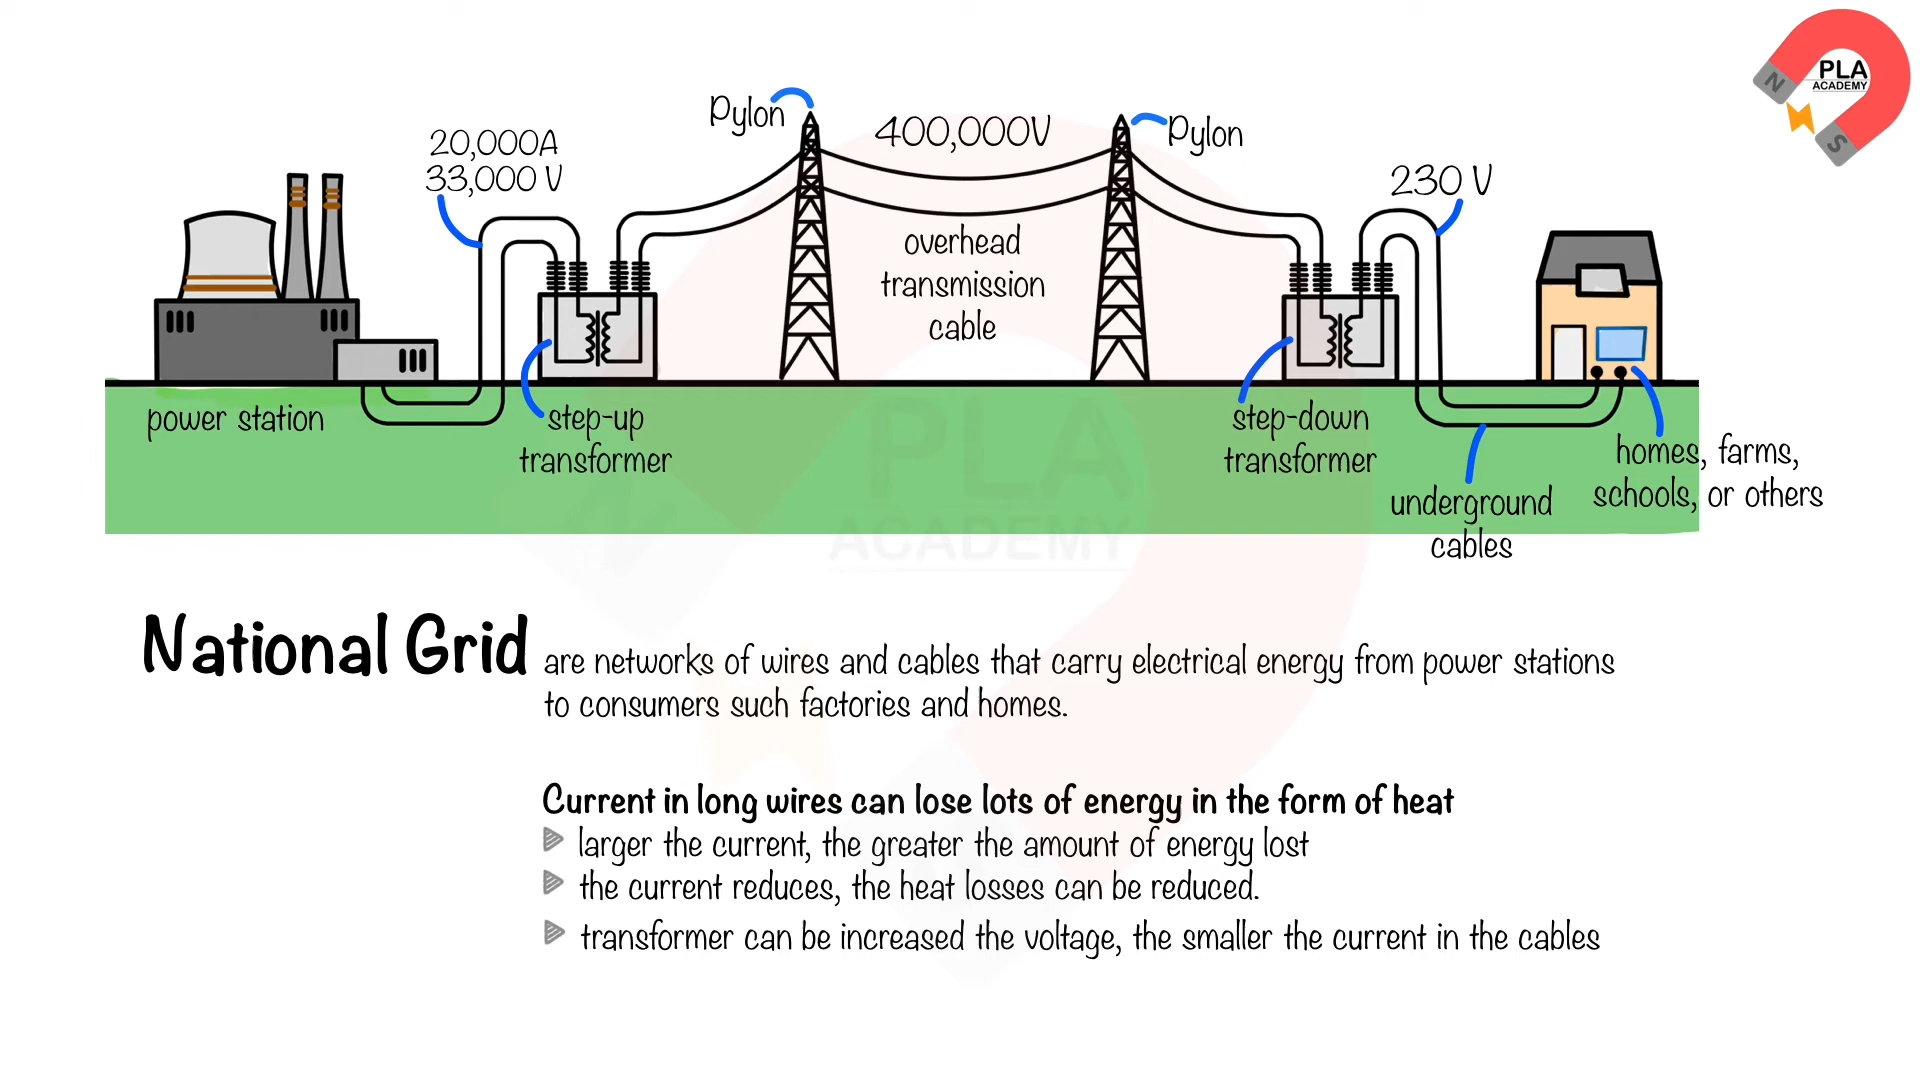 PLA
ACADEMY
N
S
Pylon
400,000V
Pylon
20,000A
33,000 V
230 V
overhead
transmission
cable
power station
step-up
transformer
step-down
transformer
homes, farms,
schools, or others
underground
cables
PLA
ACADEMY
National Grid are networks of wires and cables that carry electrical energy from power stations
to consumers such factories and homes.
Current in long wires can lose lots of energy in the form of heat
larger the current, the greater the amount of energy lost
the current reduces, the heat losses can be reduced.
transformer can be increased the voltage, the smaller the current in the cables